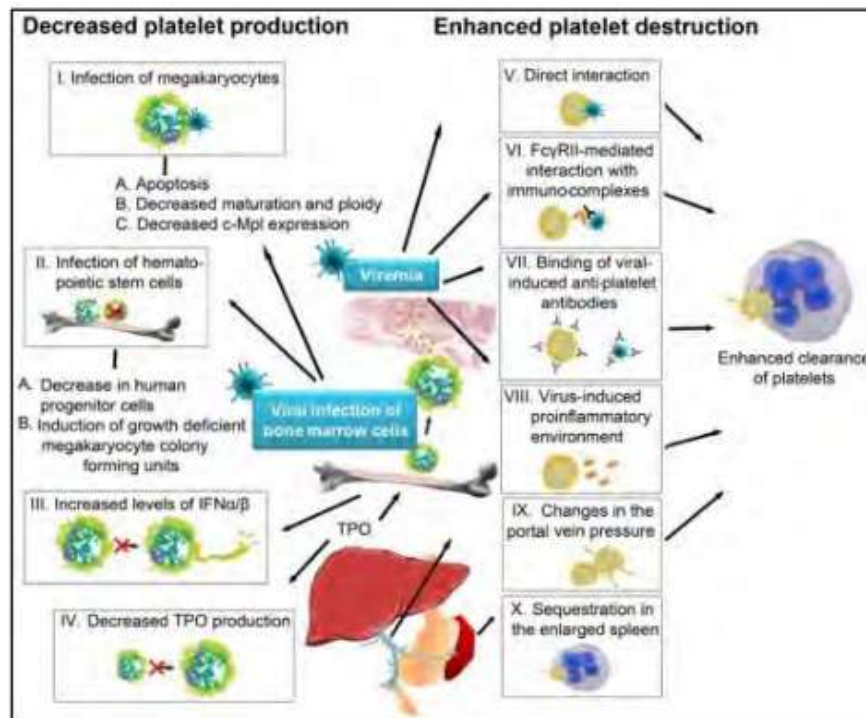 Decreased platelet production
Enhanced platelet destruction
I. Infection of megakaryocytes
A. Apoptosis
B. Decreased maturation and ploidy
C. Decreased c-Mpl expression
II. Infection of hemato-
poietic stem cells
A. Decrease in human
progenitor cells
B. Induction of growth deficient
megakaryocyte colony
forming units
III. Increased levels of IFNα/β
IV. Decreased TPO production
Viremia
Viral infection of
bone marrow cells
TPO
V. Direct interaction
VI. FcγRII-mediated
interaction with
immunocomplexes
VII. Binding of viral-
induced anti-platelet
antibodies
VIII. Virus-induced
proinflammatory
environment
IX. Changes in the
portal vein pressure
X. Sequestration in
the enlarged spleen
Enhanced clearance
of platelets